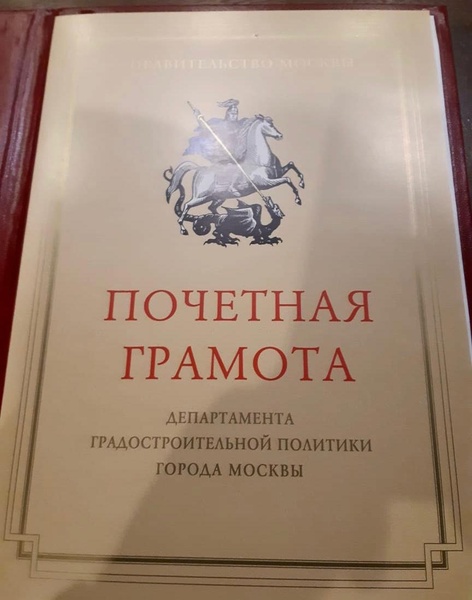 ПРАВИТЕЛЬСТВО МОСКВЫ
ПОЧЕТНАЯ
ГРАМОТА
ДЕПАРТАМЕНТА
ГРАДОСТРОИТЕЛЬНОЙ ПОЛИТИКИ
ГОРОДА МОСКВЫ